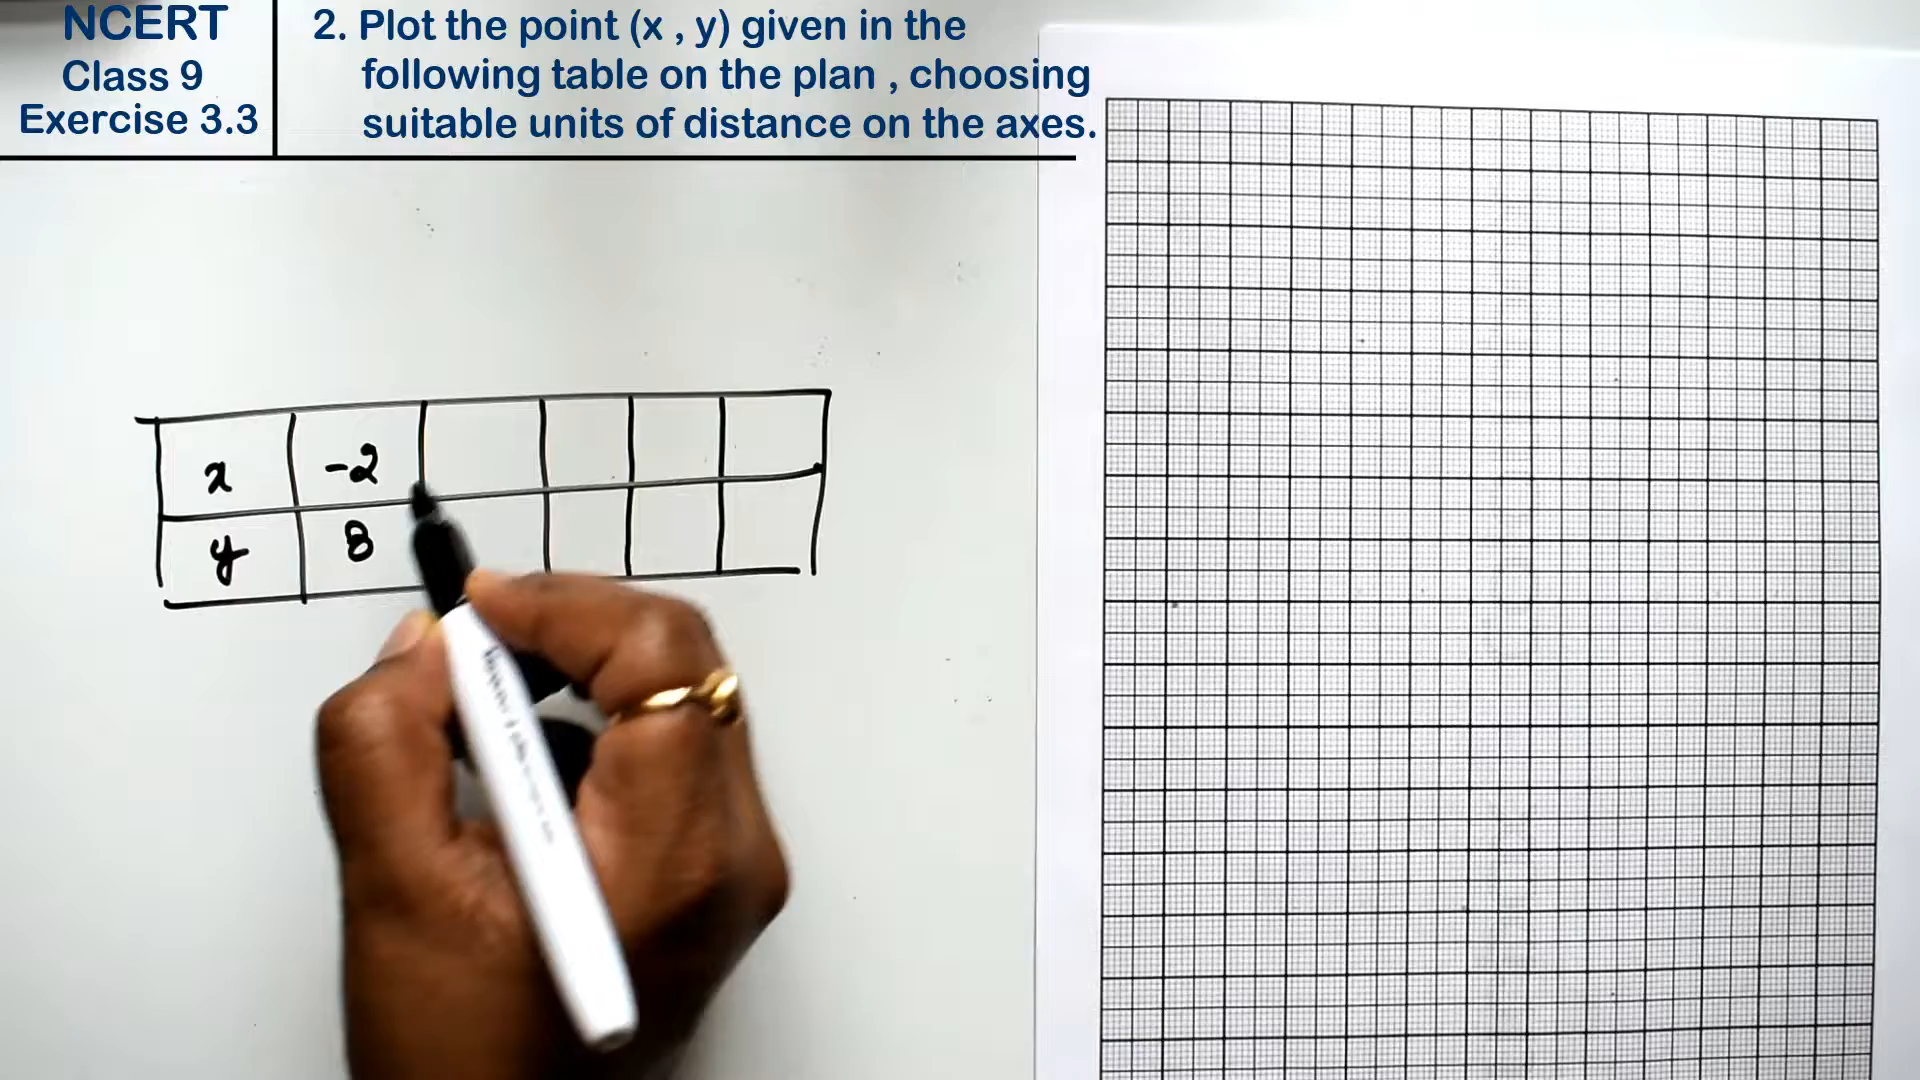 NCERT
Class 9
Exercise 3.3
2. Plot the point (x , y) given in the
following table on the plan , choosing
suitable units of distance on the axes.
x -2
y 8